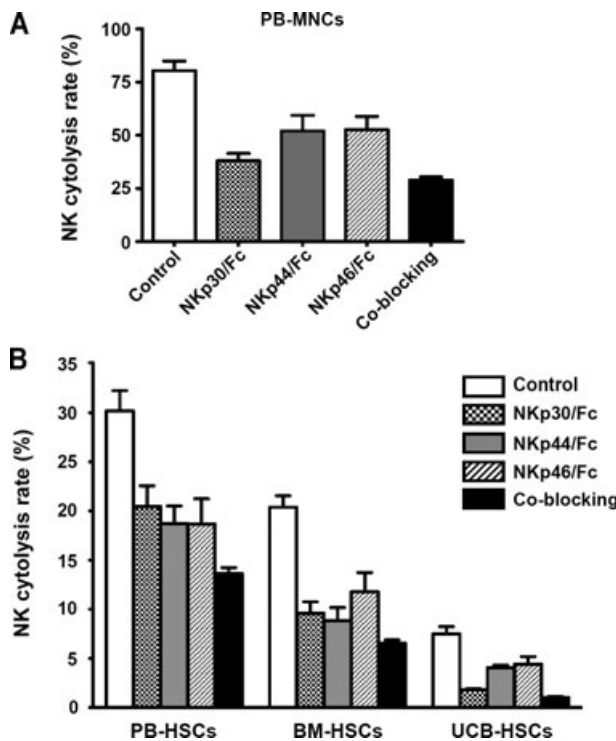 A
PB-MNCs
NK cytolysis rate (%)
100
75
50
25
0
Control
NKp30/Fc
NKp44/Fc
NKp46/Fc
Co-blocking
B
NK cytolysis rate (%)
35
30
25
20
15
10
5
0
Control
NKp30/Fc
NKp44/Fc
NKp46/Fc
Co-blocking
PB-HSCs BM-HSCs UCB-HSCs